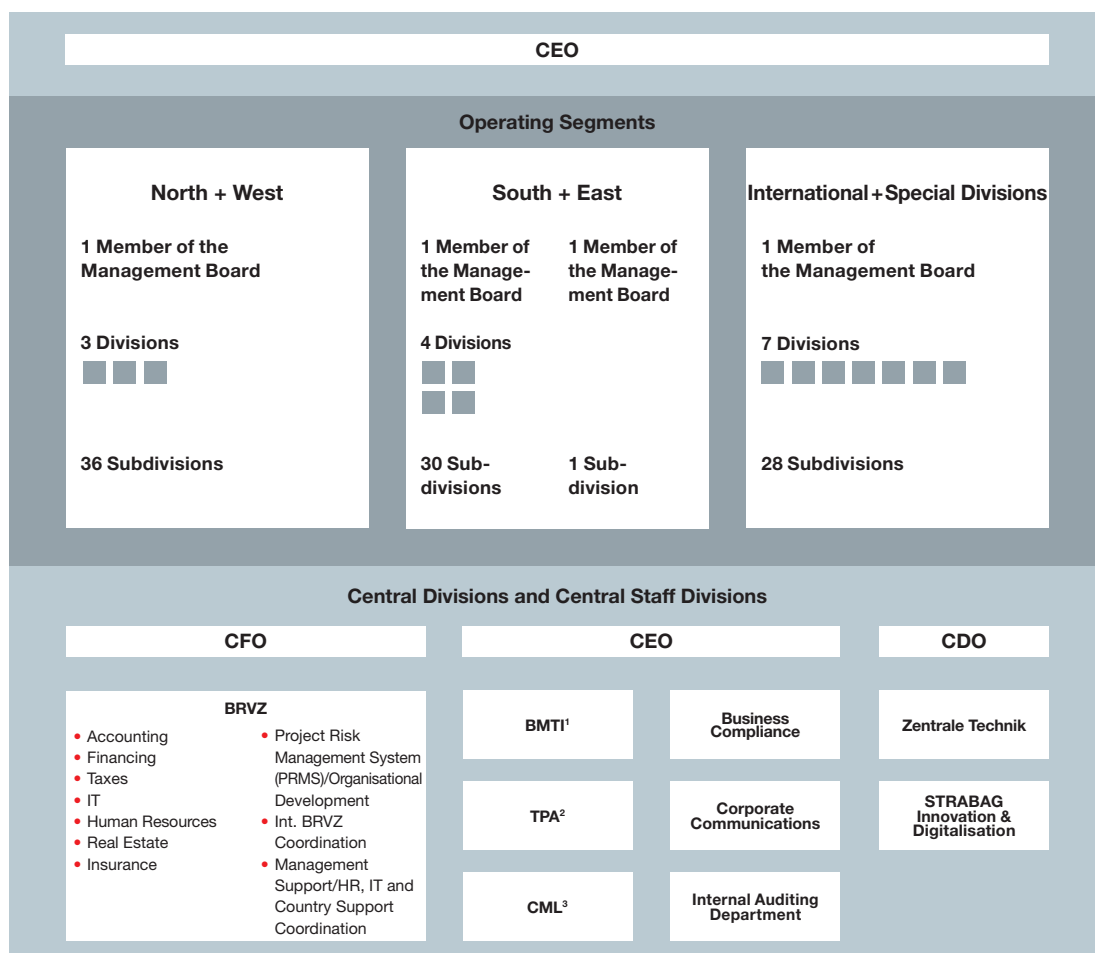 CEO
Operating Segments
North + West
1 Member of the
Management Board
3 Divisions
36 Subdivisions
South + East
1 Member of
the Manage-
ment Board
4 Divisions
30 Sub-
divisions
1 Member of
the Manage-
ment Board
1 Sub-
division
International + Special Divisions
1 Member of
the Management Board
7 Divisions
28 Subdivisions
Central Divisions and Central Staff Divisions
CFO
BRVZ
• Accounting
• Financing
• Taxes
• IT
• Human Resources
• Real Estate
• Insurance
• Project Risk
Management System
(PRMS)/Organisational
Development
• Int. BRVZ
Coordination
• Management
Support/HR, IT and
Country Support
Coordination
CEO
BMTI¹
TPA²
CML³
Business
Compliance
Corporate
Communications
Internal Auditing
Department
CDO
Zentrale Technik
STRABAG
Innovation &
Digitalisation